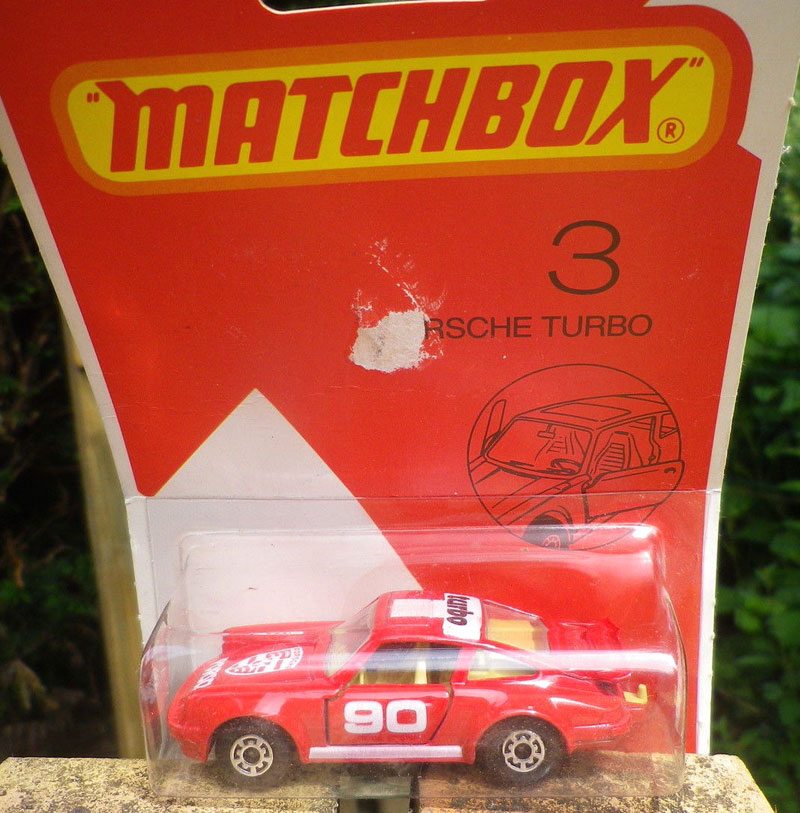 "MATCHBOX"®
3
RSCHE TURBO
turbo
90